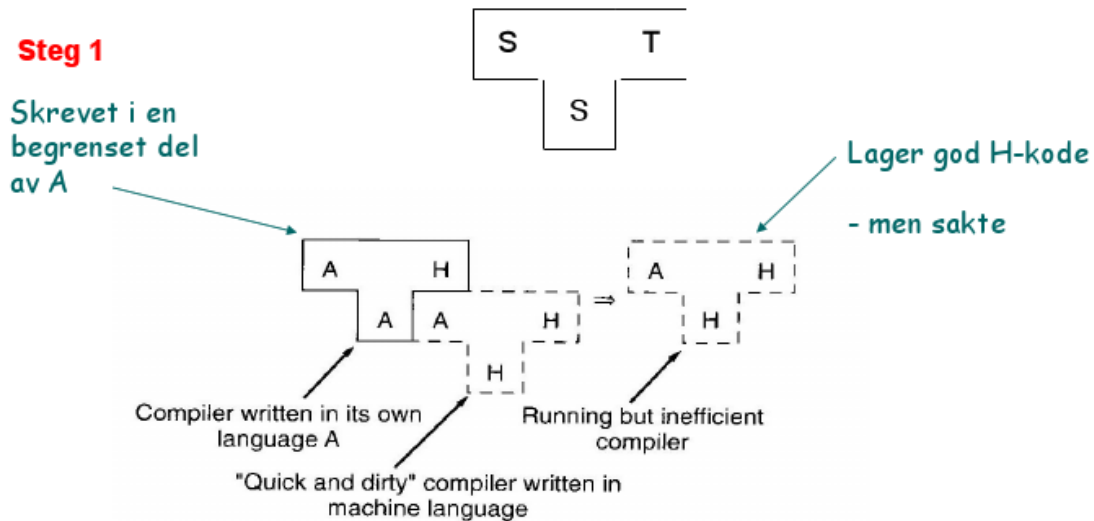 S T
Steg 1
S
Skrevet i en
begrenset del
av A
Lager god H-kode
- men sakte
A H
A A H
H
⇒
A H
H
Compiler written in its own
language A
"Quick and dirty" compiler written in
machine language
Running but inefficient
compiler